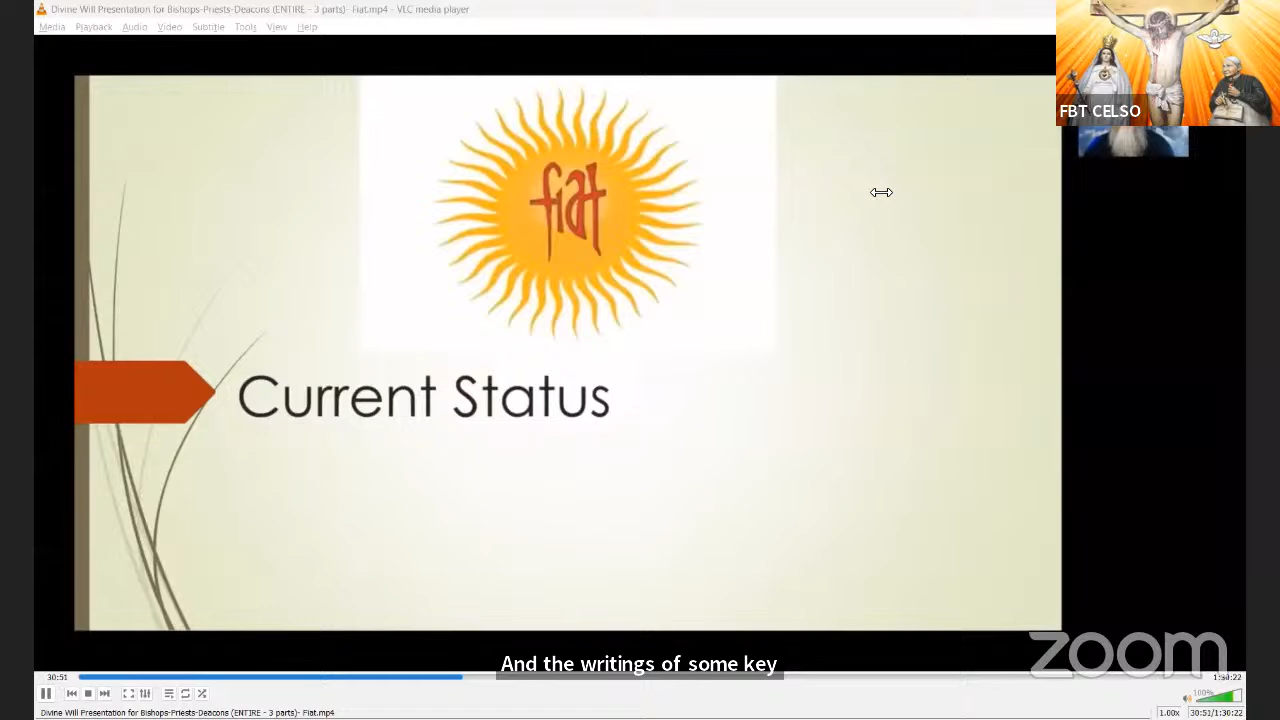 Divine Will Presentation for Bishops-Priests-Deacons (ENTIRE - 3 parts)- Fiat.mp4 - VLC media player
Media Playback Audio Video Subtitle Tools View Help
FBT CELSO
fiat
Current Status
zoom
And the writings of some key
30:51
1:30:22
100%
Divine Will Presentation for Bishops-Priests-Deacons (ENTIRE - 3 parts)- Fiat.mp4
1.00x
30:51/1:30:22